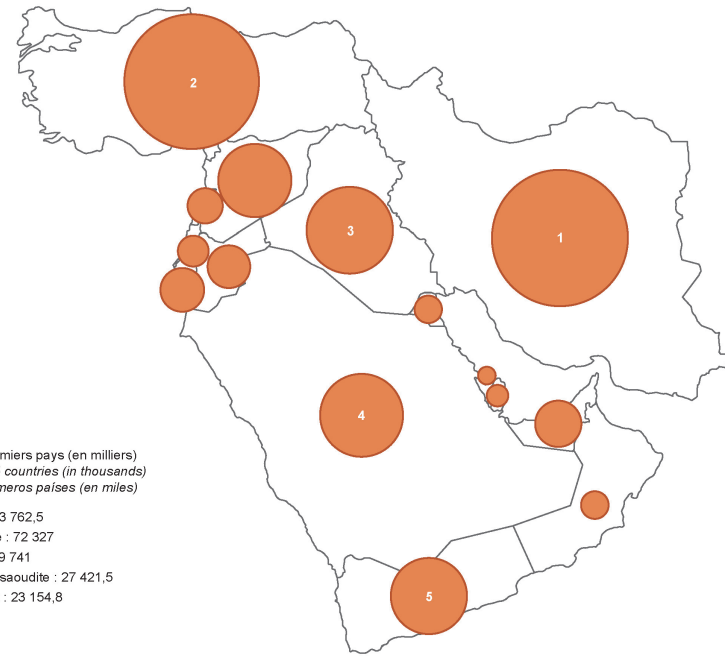 2
3
1
4
5
miers pays (en milliers)
countries (in thousands)
meros países (en miles)
3 762,5
e : 72 327
9 741
saoudite : 27 421,5
: 23 154,8